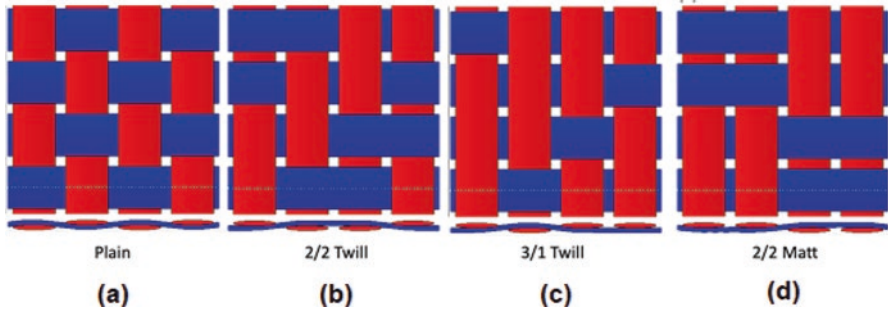 Plain
2/2 Twill
3/1 Twill
2/2 Matt
(a)
(b)
(c)
(d)